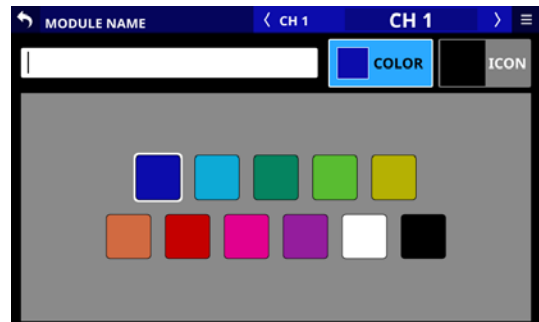 MODULE NAME 〈 CH 1 CH 1 〉 ≡
COLOR ICON